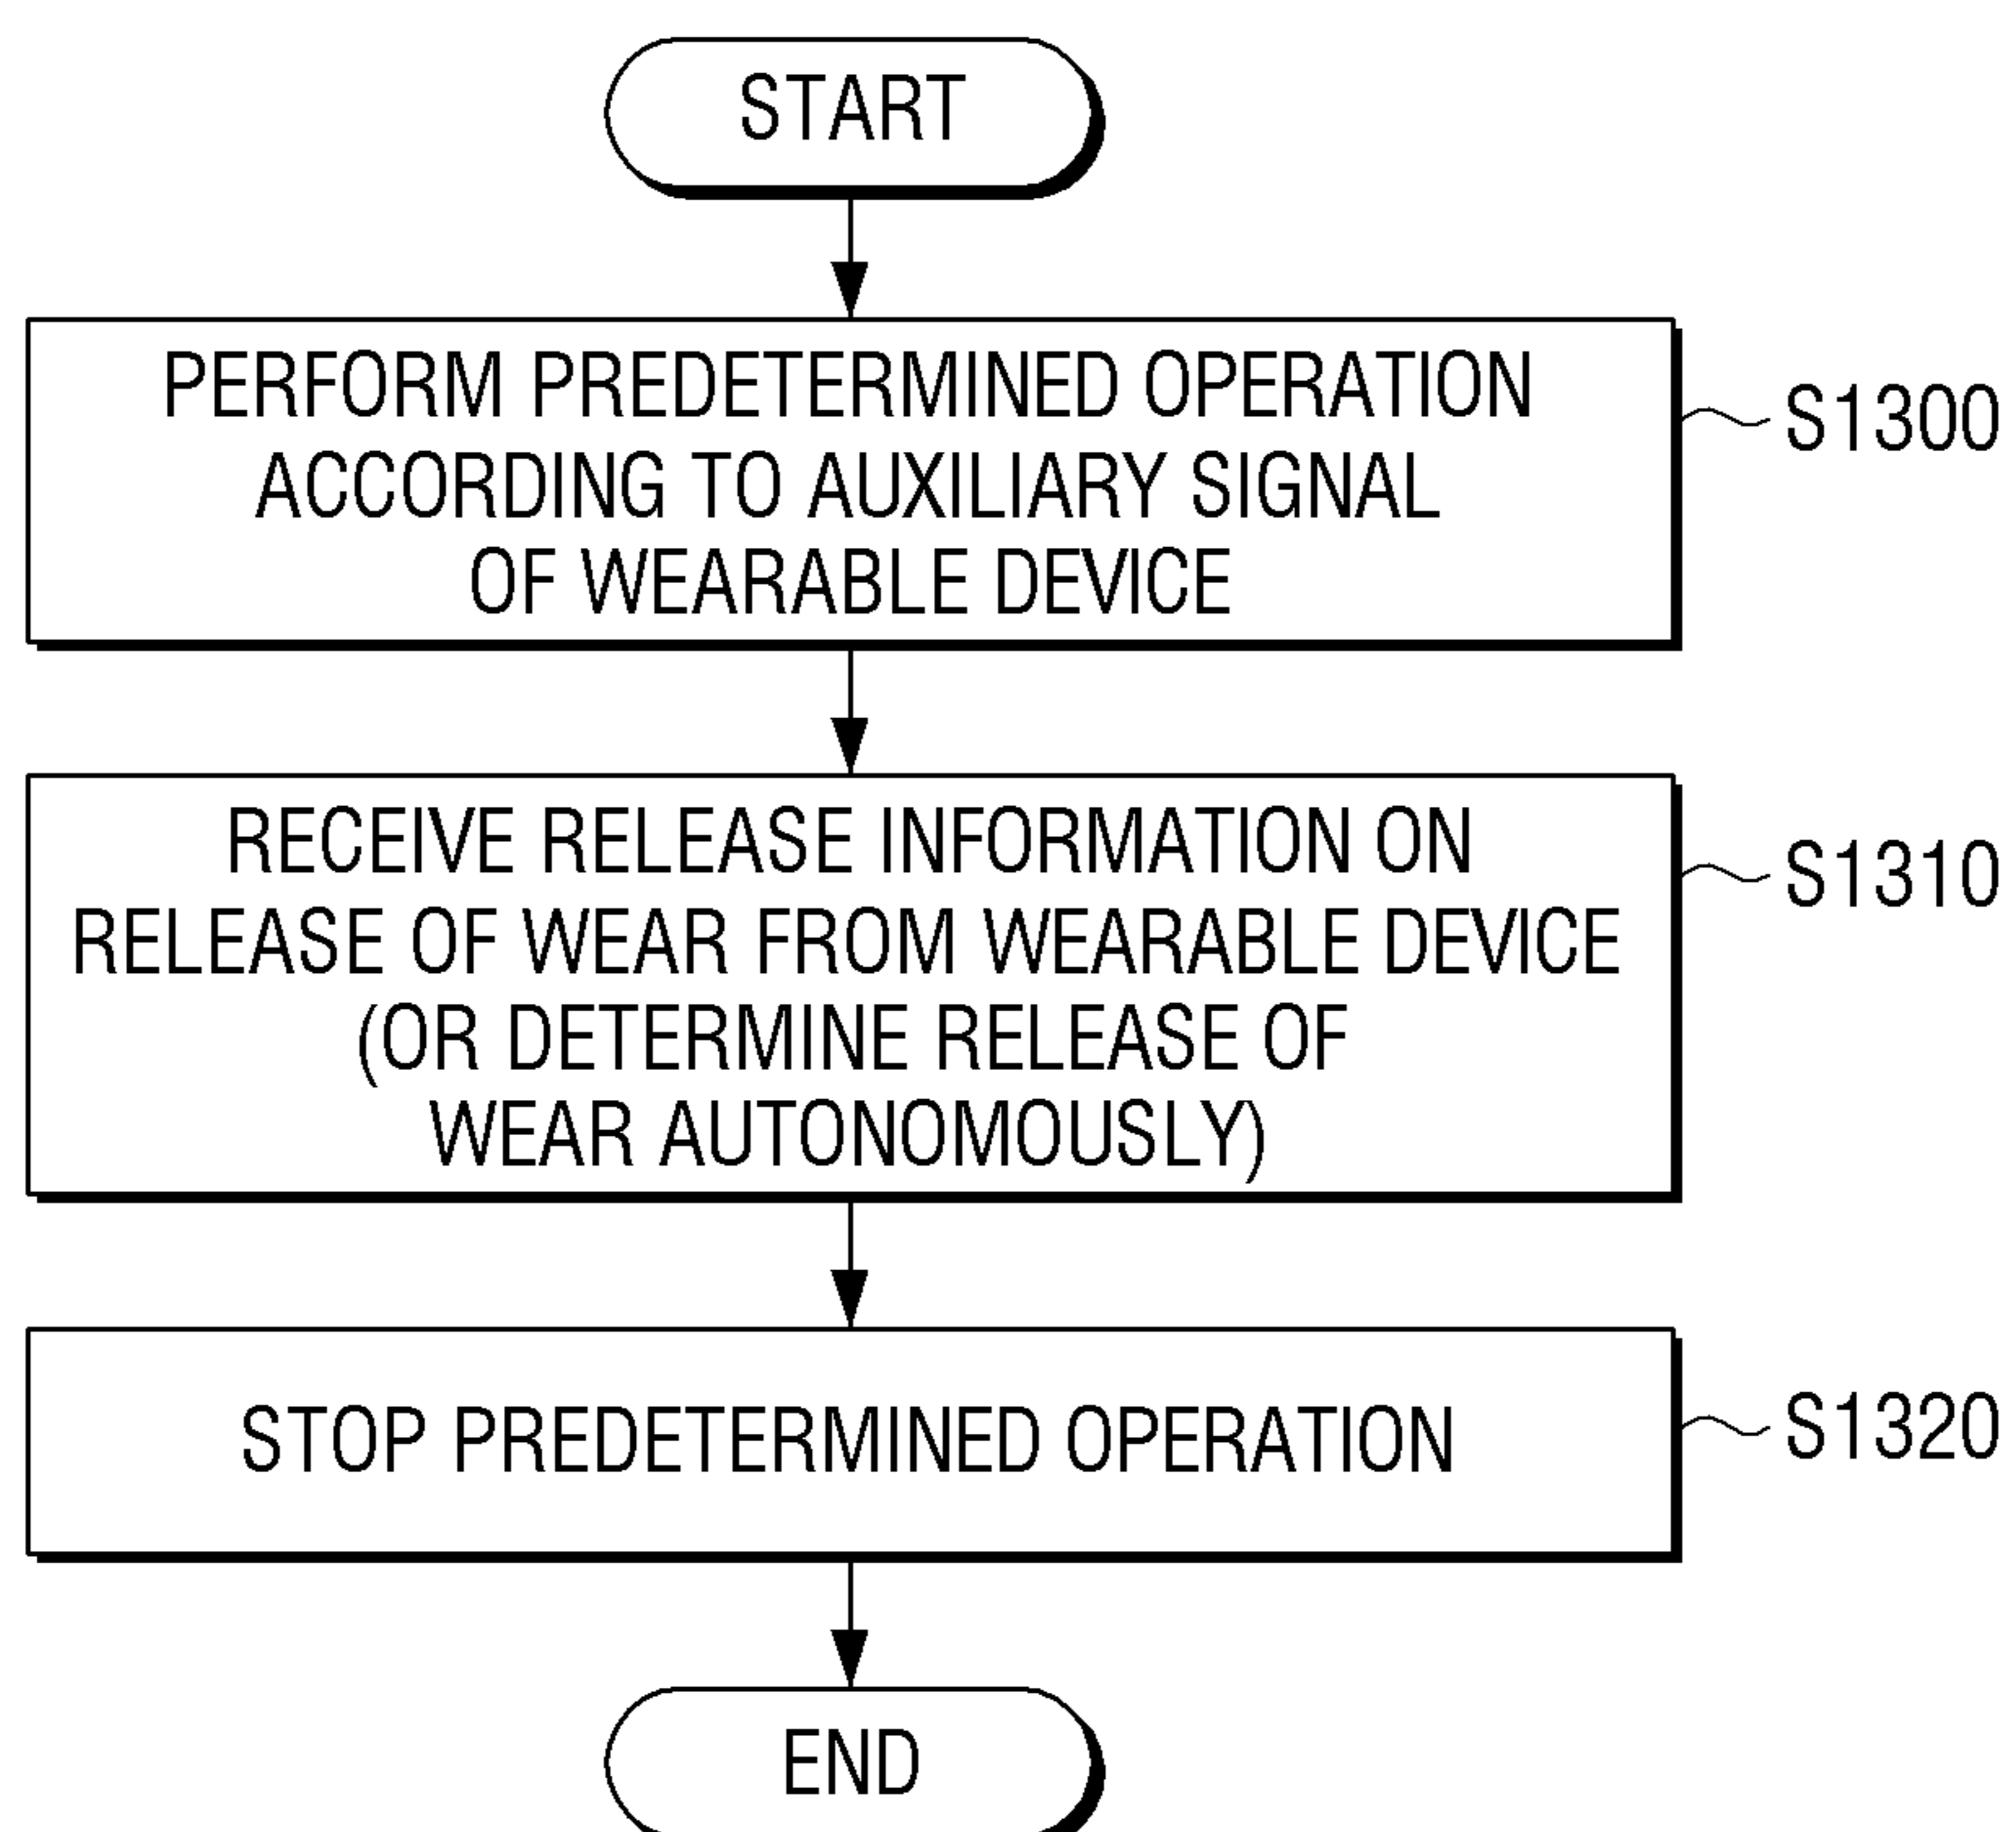 START
PERFORM PREDETERMINED OPERATION
ACCORDING TO AUXILIARY SIGNAL
OF WEARABLE DEVICE
S1300
RECEIVE RELEASE INFORMATION ON
RELEASE OF WEAR FROM WEARABLE DEVICE
(OR DETERMINE RELEASE OF
WEAR AUTONOMOUSLY)
S1310
STOP PREDETERMINED OPERATION
S1320
END